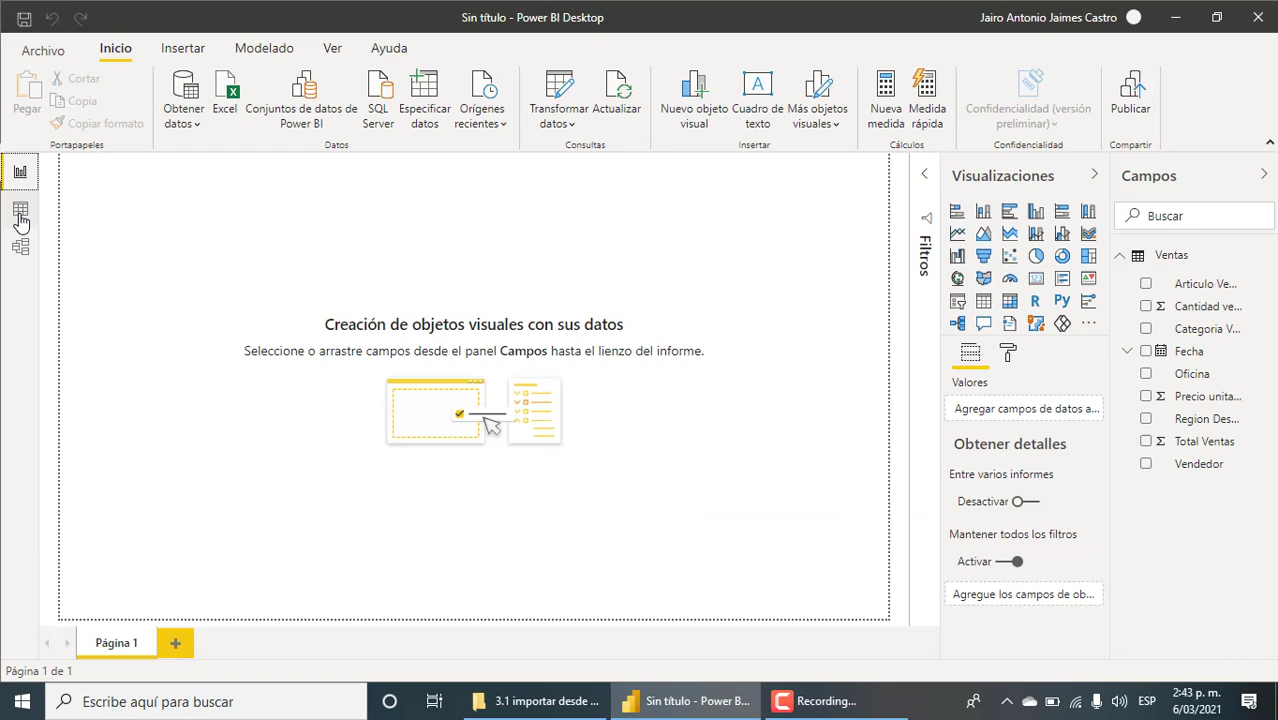 Sin título - Power BI Desktop
Jairo Antonio Jaimes Castro
Archivo
Inicio
Insertar
Modelado
Ver
Ayuda
Pegar
Cortar
Copia
Copiar formato
Portapapeles
Obtener datos
Excel
Conjuntos de datos de Power BI
SQL Server
Especificar datos
Orígenes recientes
Datos
Transformar datos
Actualizar
Consultas
Nuevo objeto visual
Cuadro de texto
Más objetos visuales
Insertar
Nueva medida
Medida rápida
Cálculos
Confidencialidad (versión preliminar)
Confidencialidad
Publicar
Compartir
Creación de objetos visuales con sus datos
Seleccione o arrastre campos desde el panel Campos hasta el lienzo del informe.
Filtros
Visualizaciones
123
R
Py
Valores
Agregar campos de datos a...
Obtener detalles
Entre varios informes
Desactivar
Mantener todos los filtros
Activar
Agregue los campos de ob...
Campos
Buscar
Ventas
Articulo Ve...
Cantidad ve...
Categoria V...
Fecha
Oficina
Precio unita...
Region Des...
Total Ventas
Vendedor
Página 1
Página 1 de 1
Escribe aquí para buscar
3.1 importar desde ...
Sin título - Power B...
Recording...
ESP
2:43 p. m.
6/03/2021